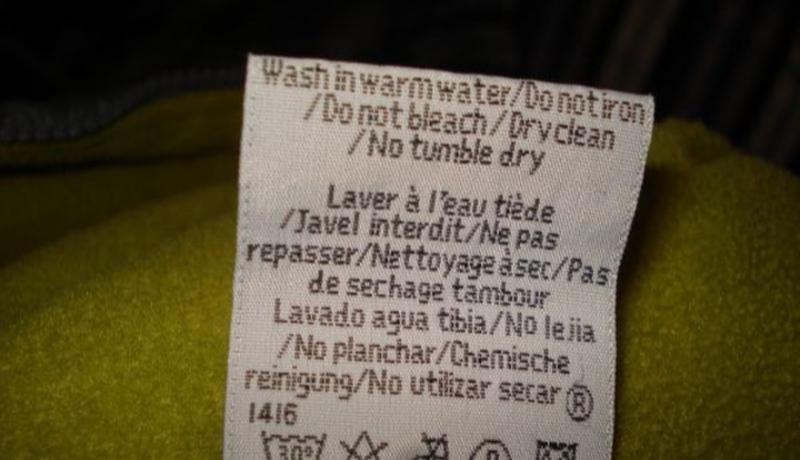 Wash in warm water/Do not iron
/Do not bleach/Dry clean
/No tumble dry
Laver à l'eau tiède
/Javel interdit/Ne pas
repasser/Nettoyage à sec/Pas
de sechage tambour
Lavado agua tibia/No lejia
/No planchar/Chemische
reinigung/No utilizar secar ®
1416
30°